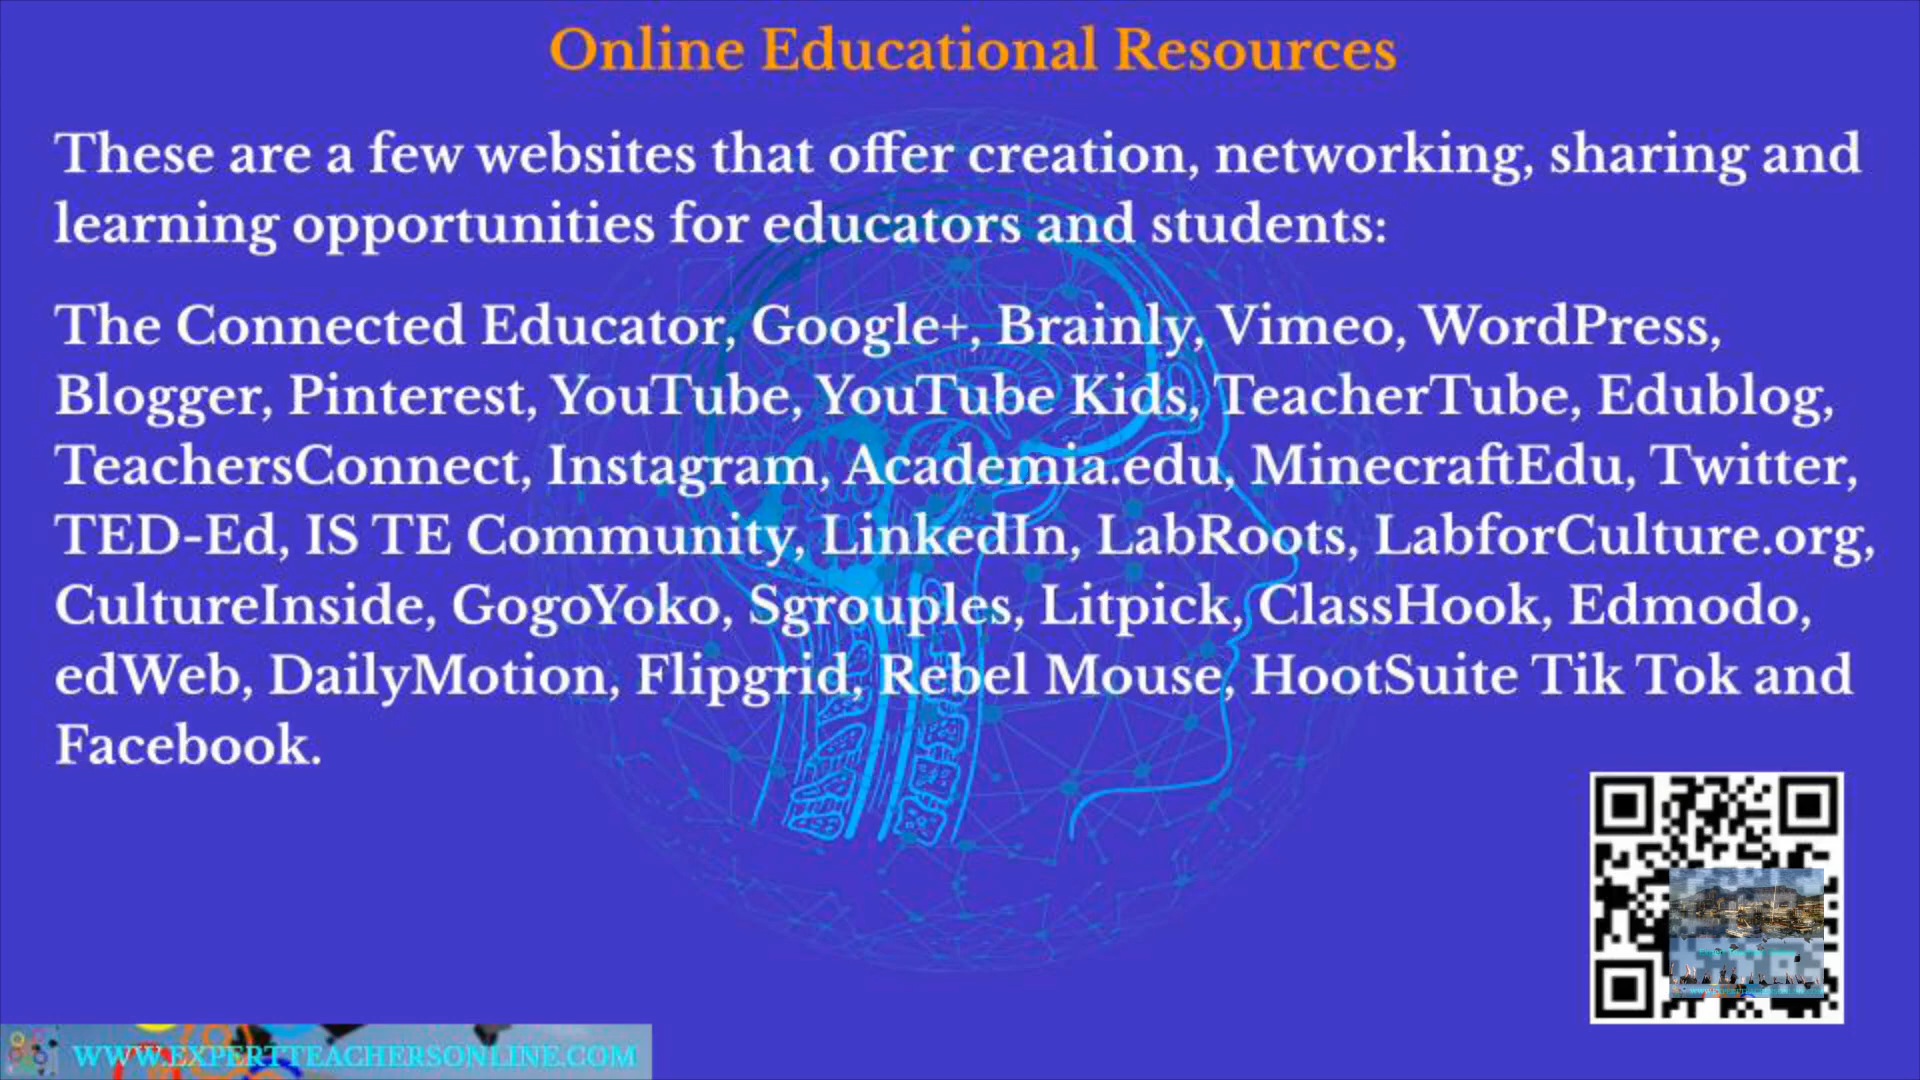 Online Educational Resources
These are a few websites that offer creation, networking, sharing and
learning opportunities for educators and students:
The Connected Educator, Google+, Brainly, Vimeo, WordPress,
Blogger, Pinterest, YouTube, YouTube Kids, TeacherTube, Edublog,
TeachersConnect, Instagram, Academia.edu, MinecraftEdu, Twitter,
TED-Ed, IS TE Community, LinkedIn, LabRoots, LabforCulture.org,
CultureInside, GogoYoko, Sgrouples, Litpick, ClassHook, Edmodo,
edWeb, DailyMotion, Flipgrid, Rebel Mouse, HootSuite Tik Tok and
Facebook.
WWW.EXPERTTEACHERSONLINE.COM